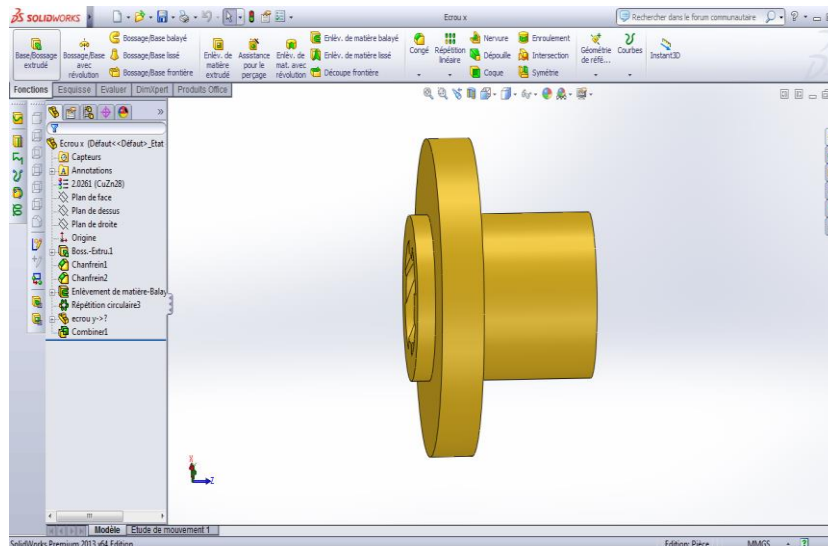 SOLIDWORKS
Ecrou x
Rechercher dans le forum communautaire
Base/Bossage extrudé
Bossage/Base avec révolution
Bossage/Base balayé
Bossage/Base lissé
Bossage/Base frontière
Enlèv. de matière extrudé
Assistance pour le perçage
Enlèv. de mat. avec révolution
Enlèv. de matière balayé
Enlèv. de matière lissé
Découpe frontière
Congé
Répétition linéaire
Nervure
Dépouille
Coque
Enroulement
Intersection
Symétrie
Géométrie de réfé...
Courbes
Instant3D
Fonctions
Esquisse
Evaluer
DimXpert
Produits Office
Ecrou x (Défaut<<Défaut>_Etat
Capteurs
Annotations
2.0261 (CuZn28)
Plan de face
Plan de dessus
Plan de droite
Origine
Boss.-Extru.1
Chanfrein1
Chanfrein2
Enlèvement de matière-Balay
Répétition circulaire3
ecrou y->?
Combiner1
X
Z
Modèle
Etude de mouvement 1
SolidWorks Premium 2013 x64 Edition
Edition: Pièce
MMGS